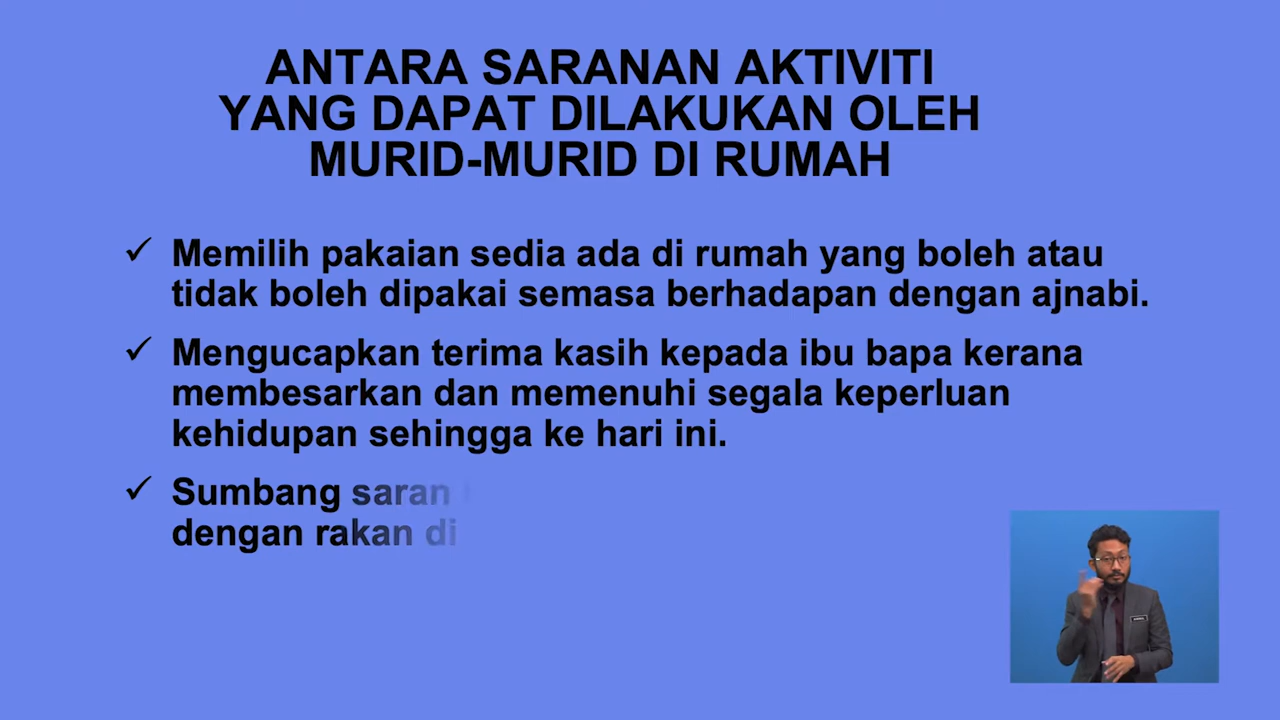 ANTARA SARANAN AKTIVITI
YANG DAPAT DILAKUKAN OLEH
MURID-MURID DI RUMAH
✓ Memilih pakaian sedia ada di rumah yang boleh atau
tidak boleh dipakai semasa berhadapan dengan ajnabi.
✓ Mengucapkan terima kasih kepada ibu bapa kerana
membesarkan dan memenuhi segala keperluan
kehidupan sehingga ke hari ini.
✓ Sumbang saran
dengan rakan di